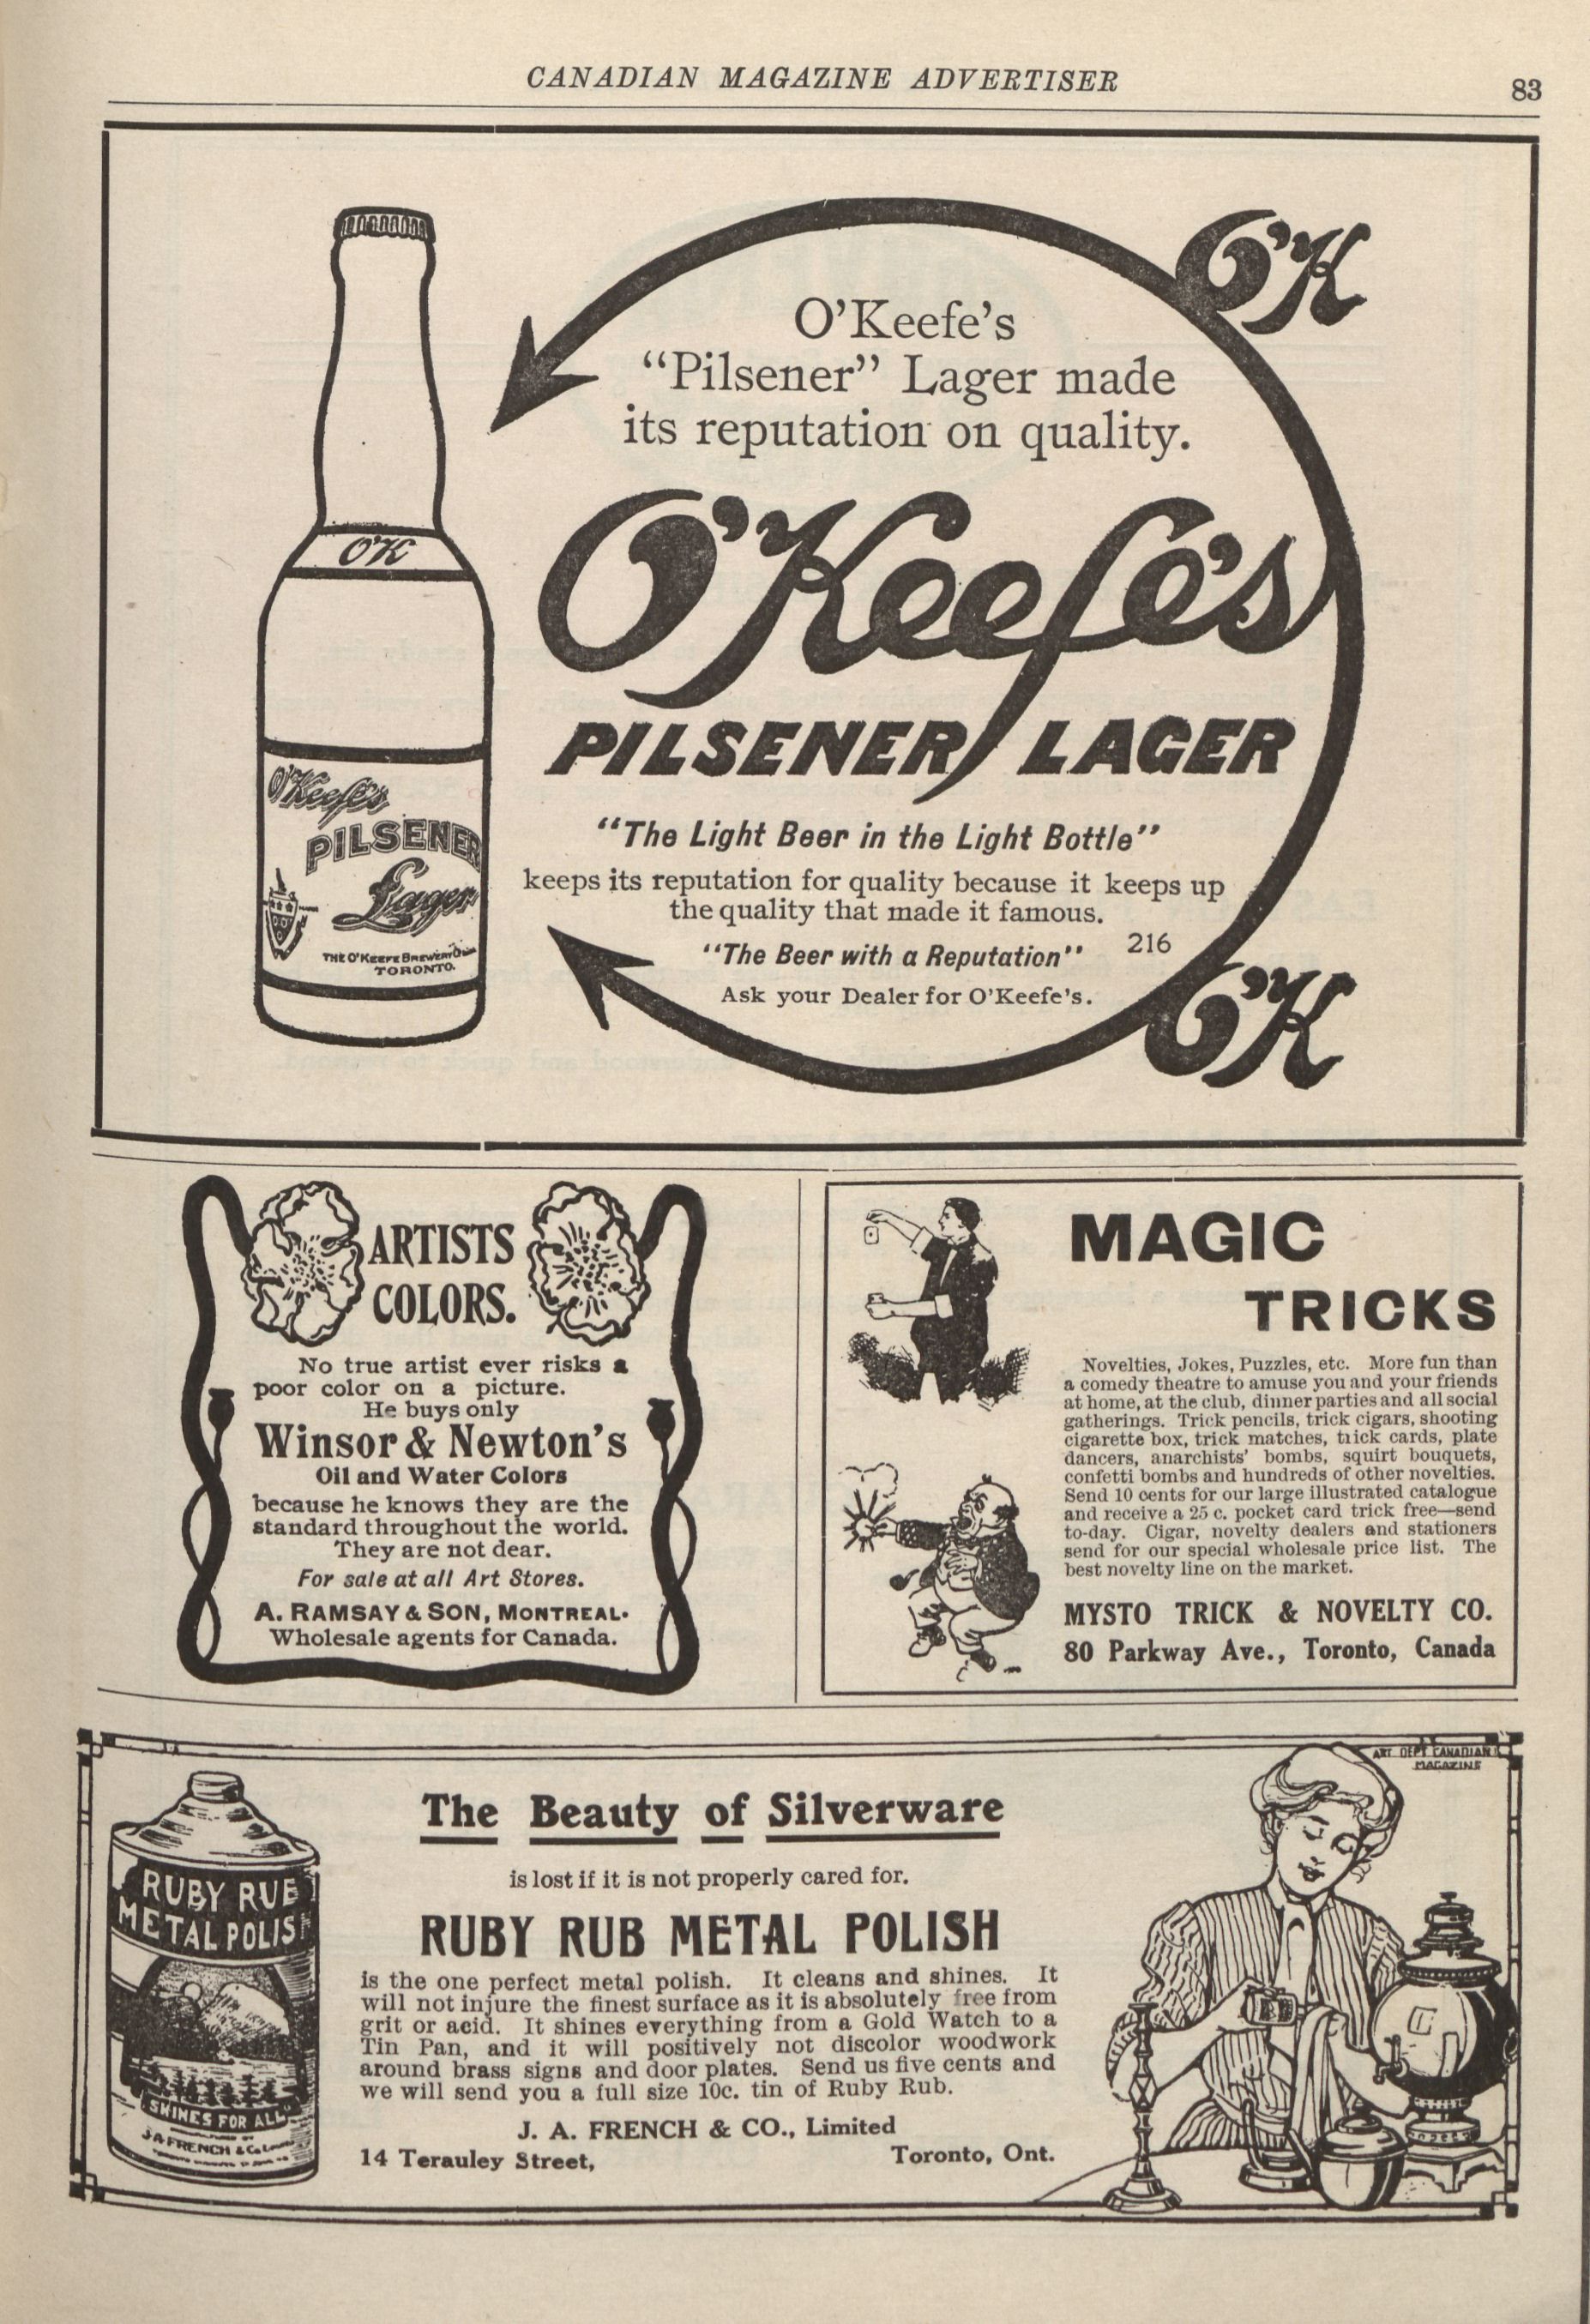 CANADIAN MAGAZINE ADVERTISER
83
O'K
O'Keefe's
“Pilsener” Lager made
its reputation on quality.
O'K
O'Keefe's
PILSENER LAGER
O'Keefe's
PILSENER
Lager
THE O'KEEFE BREWERY Co
TORONTO.
“The Light Beer in the Light Bottle”
keeps its reputation for quality because it keeps up
the quality that made it famous.
“The Beer with a Reputation” 216
Ask your Dealer for O'Keefe's.
O'K
ARTISTS
COLORS.
No true artist ever risks a
poor color on a picture.
He buys only
Winsor & Newton's
Oil and Water Colors
because he knows they are the
standard throughout the world.
They are not dear.
For sale at all Art Stores.
A. RAMSAY & SON, MONTREAL.
Wholesale agents for Canada.
MAGIC
TRICKS
Novelties, Jokes, Puzzles, etc. More fun than
a comedy theatre to amuse you and your friends
at home, at the club, dinner parties and all social
gatherings. Trick pencils, trick cigars, shooting
cigarette box, trick matches, trick cards, plate
dancers, anarchists' bombs, squirt bouquets,
confetti bombs and hundreds of other novelties.
Send 10 cents for our large illustrated catalogue
and receive a 25 c. pocket card trick free—send
to-day. Cigar, novelty dealers and stationers
send for our special wholesale price list. The
best novelty line on the market.
MYSTO TRICK & NOVELTY CO.
80 Parkway Ave., Toronto, Canada
ART. DEPT. CANADIAN
MAGAZINE
RUBY RUB
METAL POLISH
SHINES FOR ALL
J.A. FRENCH & Co.
The Beauty of Silverware
is lost if it is not properly cared for.
RUBY RUB METAL POLISH
is the one perfect metal polish. It cleans and shines. It
will not injure the finest surface as it is absolutely free from
grit or acid. It shines everything from a Gold Watch to a
Tin Pan, and it will positively not discolor woodwork
around brass signs and door plates. Send us five cents and
we will send you a full size 10c. tin of Ruby Rub.
J. A. FRENCH & CO., Limited
14 Terauley Street, Toronto, Ont.